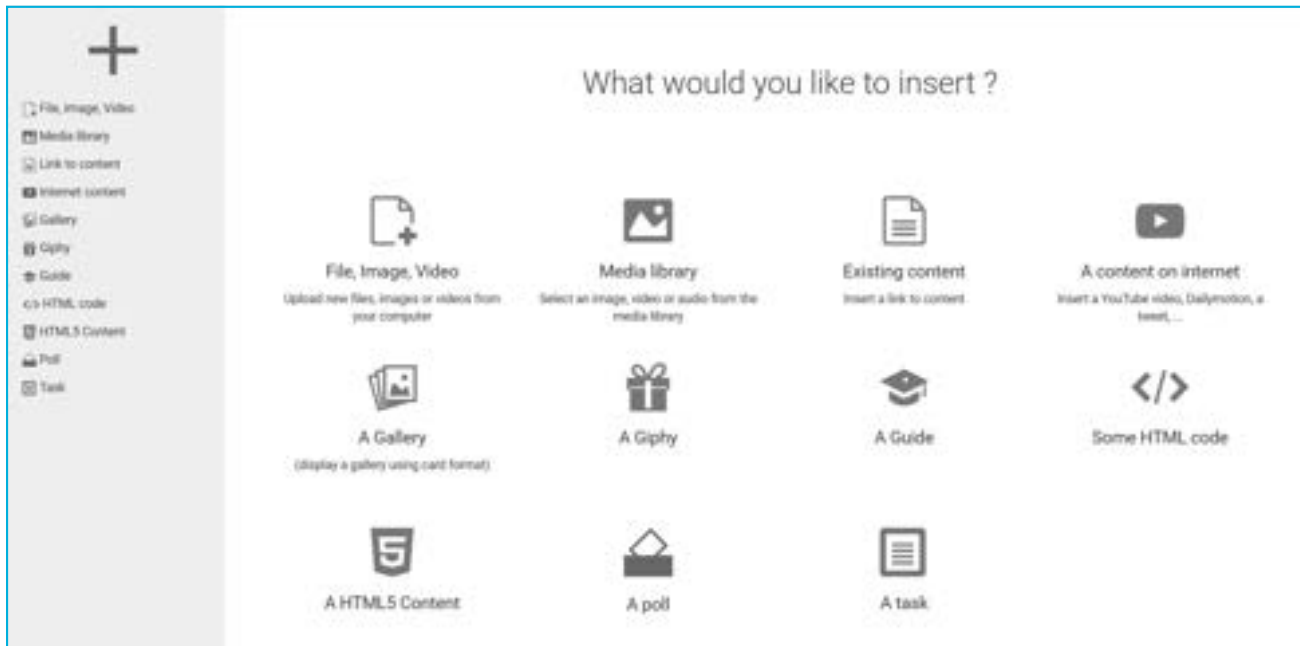 File, Image, Video
Media library
Link to content
Internet content
Gallery
Giphy
Guide
</> HTML code
HTML5 Content
Poll
Task
What would you like to insert ?
File, Image, Video
Upload new files, images or videos from
your computer
Media library
Select an image, video or audio from the
media library
Existing content
Insert a link to content
A content on internet
Insert a YouTube video, Dailymotion, a
tweet, ...
A Gallery
(display a gallery using card format)
A Giphy
A Guide
</>
Some HTML code
5
A HTML5 Content
A poll
A task